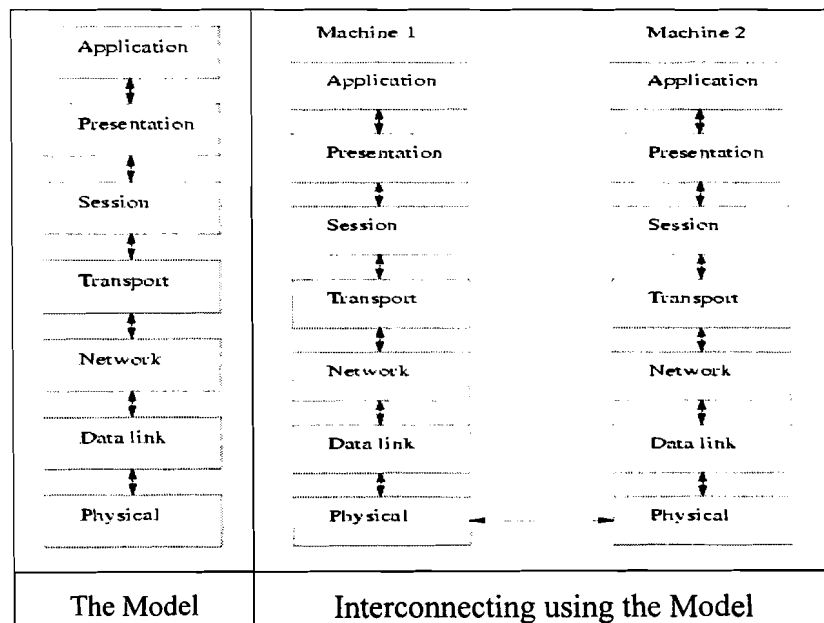 Application
Presentation
Session
Transport
Network
Data link
Physical
Machine 1
Application
Presentation
Session
Transport
Network
Data link
Physical
Machine 2
Application
Presentation
Session
Transport
Network
Data link
Physical
The Model
Interconnecting using the Model